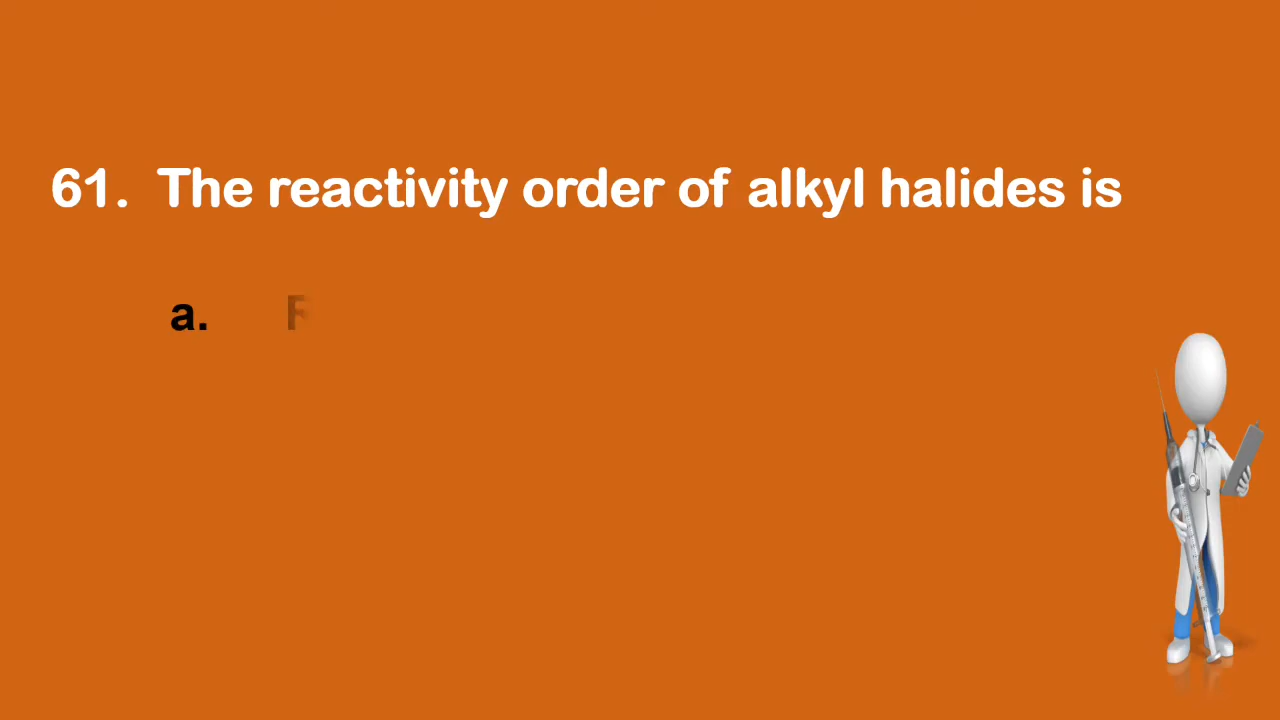 61. The reactivity order of alkyl halides is
a.